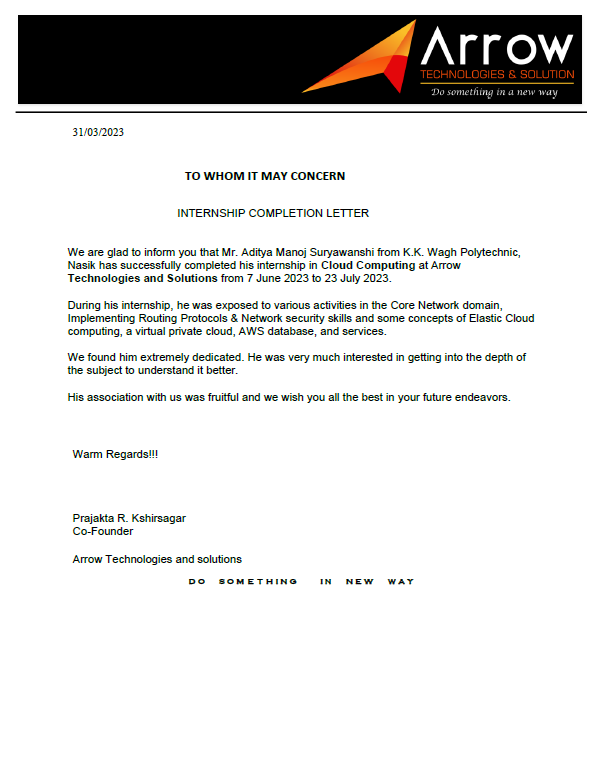 Arrow
TECHNOLOGIES & SOLUTION
Do something in a new way
31/03/2023
TO WHOM IT MAY CONCERN
INTERNSHIP COMPLETION LETTER
We are glad to inform you that Mr. Aditya Manoj Suryawanshi from K.K. Wagh Polytechnic,
Nasik has successfully completed his internship in Cloud Computing at Arrow
Technologies and Solutions from 7 June 2023 to 23 July 2023.
During his internship, he was exposed to various activities in the Core Network domain,
Implementing Routing Protocols & Network security skills and some concepts of Elastic Cloud
computing, a virtual private cloud, AWS database, and services.
We found him extremely dedicated. He was very much interested in getting into the depth of
the subject to understand it better.
His association with us was fruitful and we wish you all the best in your future endeavors.
Warm Regards!!!
Prajakta R. Kshirsagar
Co-Founder
Arrow Technologies and solutions
DO SOMETHING IN NEW WAY